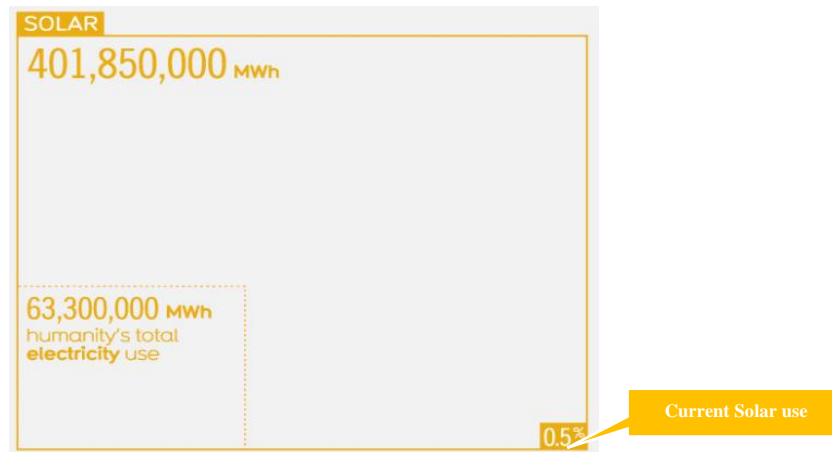 SOLAR
401,850,000 MWh
63,300,000 MWh
humanity's total
electricity use
0.5%
Current Solar use